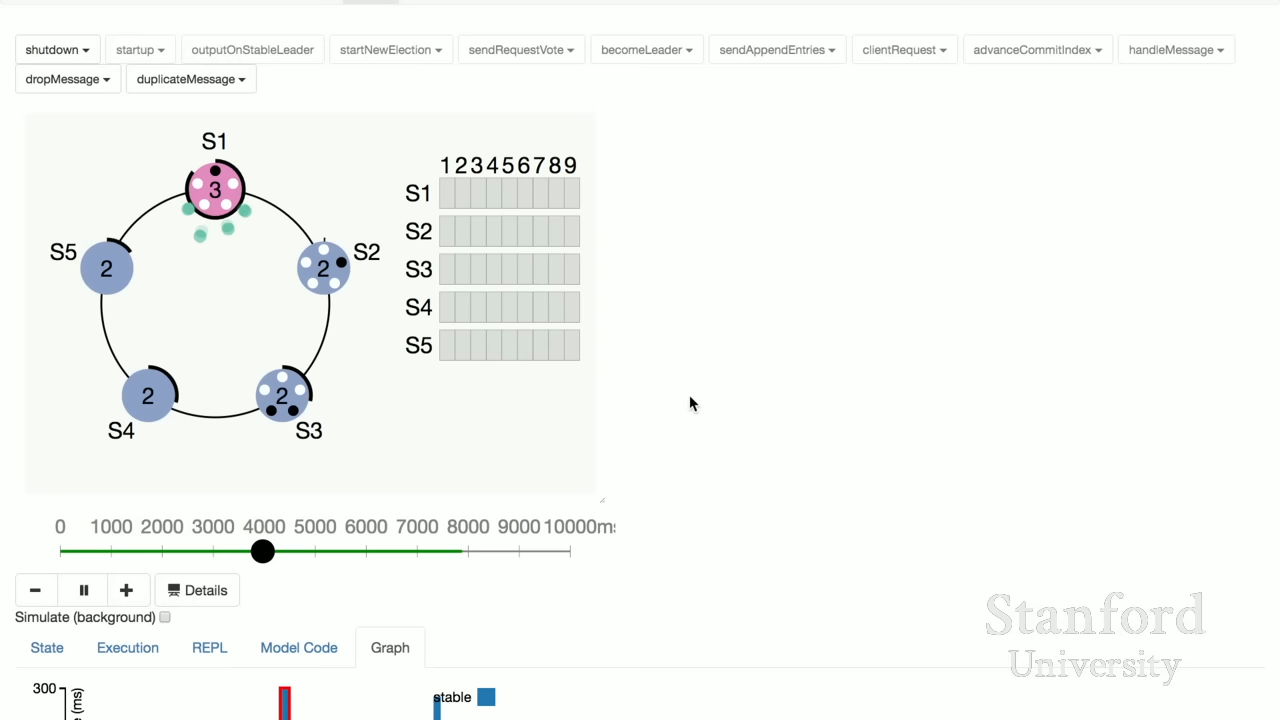 shutdown startup outputOnStableLeader startNewElection sendRequestVote becomeLeader sendAppendEntries clientRequest advanceCommitIndex handleMessage
dropMessage duplicateMessage
S1
3
S5
2
S2
2
S4
2
S3
2
1 2 3 4 5 6 7 8 9
S1
S2
S3
S4
S5
0 1000 2000 3000 4000 5000 6000 7000 8000 9000 10000ms
Details
Simulate (background)
State Execution REPL Model Code Graph
300
(ms)
stable
Stanford
University